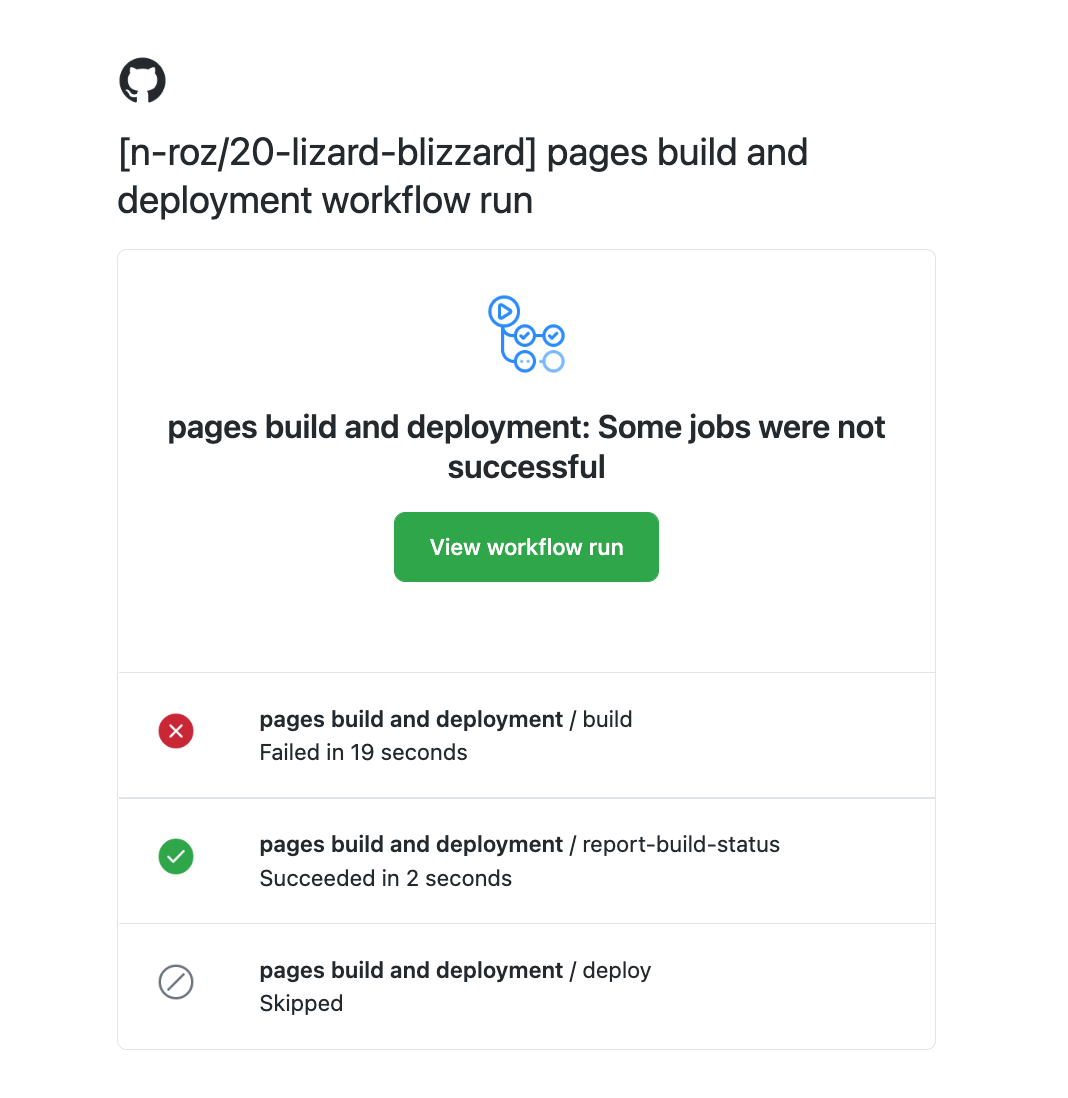 [n-roz/20-lizard-blizzard] pages build and
deployment workflow run
pages build and deployment: Some jobs were not
successful
View workflow run
pages build and deployment / build
Failed in 19 seconds
pages build and deployment / report-build-status
Succeeded in 2 seconds
pages build and deployment / deploy
Skipped